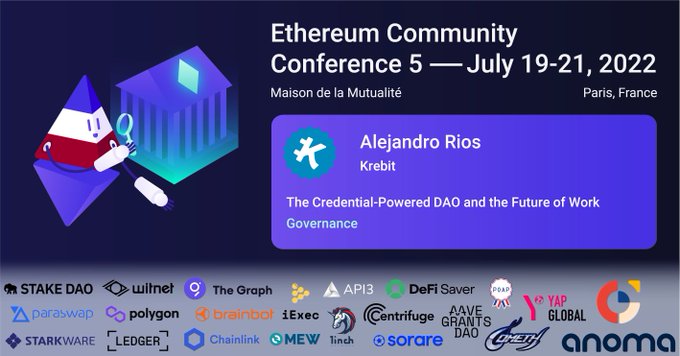 Ethereum Community
Conference 5 — July 19-21, 2022
Maison de la Mutualité
Paris, France
Alejandro Rios
Krebit
The Credential-Powered DAO and the Future of Work
Governance
STAKE DAO
witnet
The Graph
API3
DeFi Saver
POAP
YAP
GLOBAL
paraswap
polygon
brainbot
iExec
1inch
Centrifuge
AAVE
GRANTS
DAO
STARKWARE
LEDGER
Chainlink
MEW
sorare
COMETH
anoma